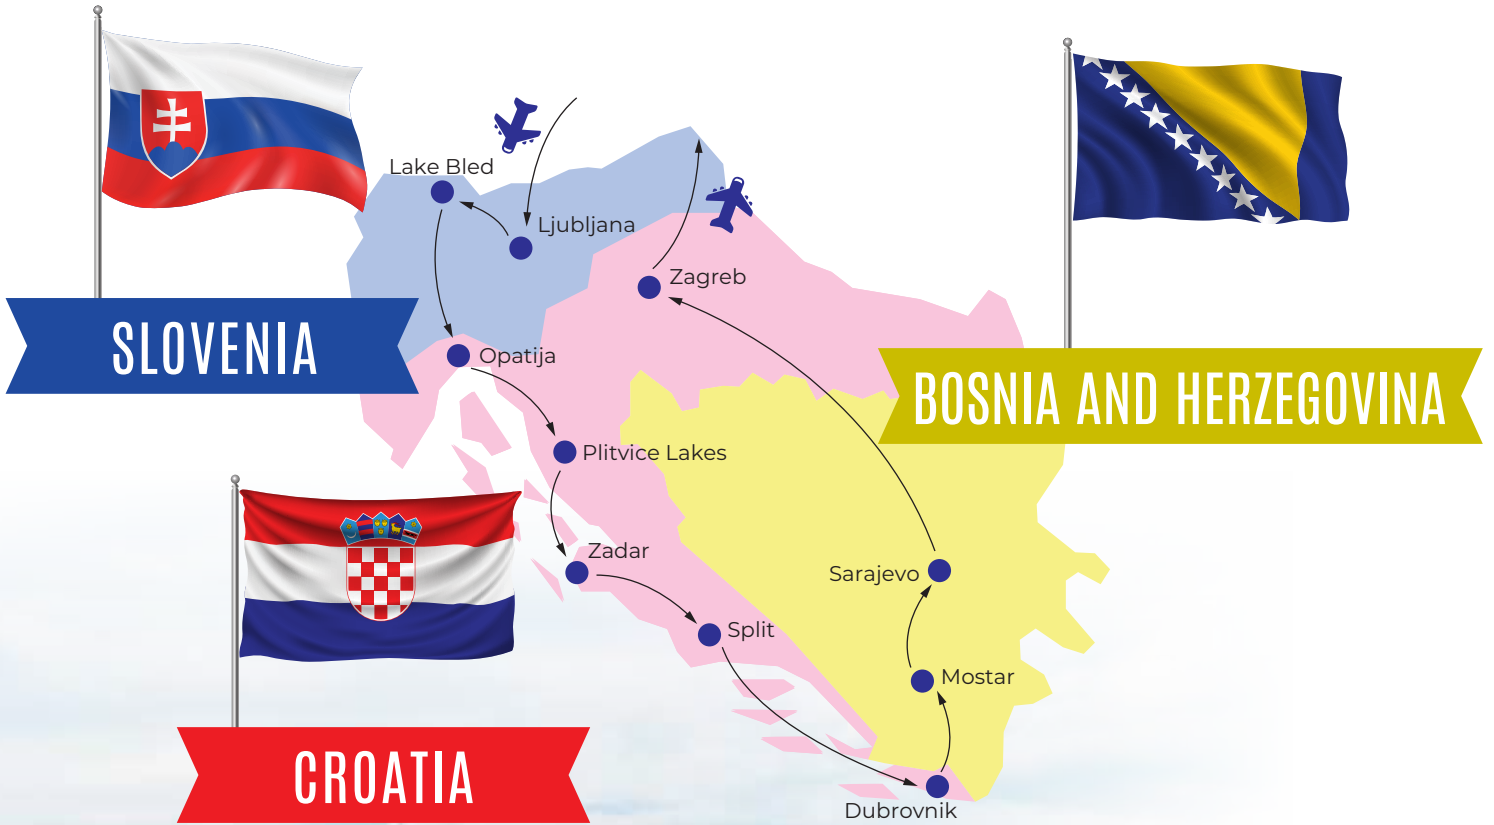 Lake Bled
Ljubljana
Zagreb
SLOVENIA
Opatija
BOSNIA AND HERZEGOVINA
Plitvice Lakes
Zadar
Sarajevo
Split
Mostar
CROATIA
Dubrovnik